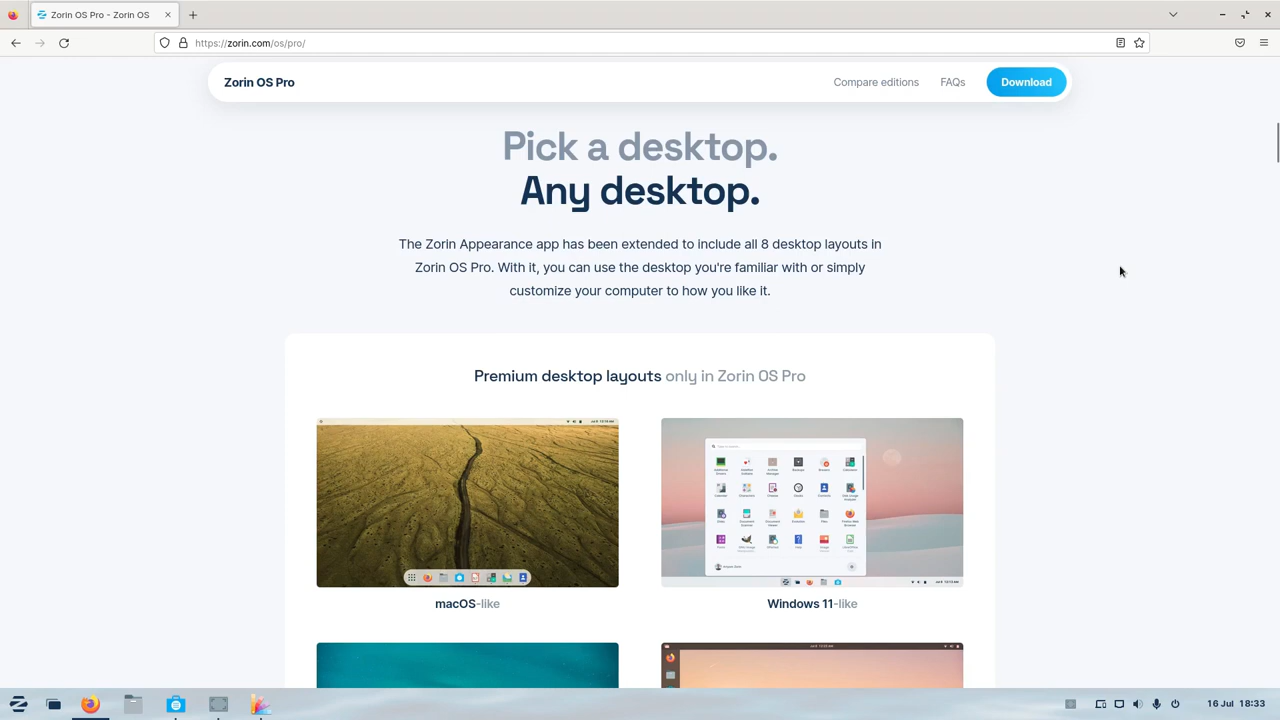 Zorin OS Pro - Zorin OS
https://zorin.com/os/pro/
Zorin OS Pro
Compare editions
FAQs
Download
Pick a desktop.
Any desktop.
The Zorin Appearance app has been extended to include all 8 desktop layouts in
Zorin OS Pro. With it, you can use the desktop you're familiar with or simply
customize your computer to how you like it.
Premium desktop layouts only in Zorin OS Pro
macOS-like
Windows 11-like
16 Jul 18:33